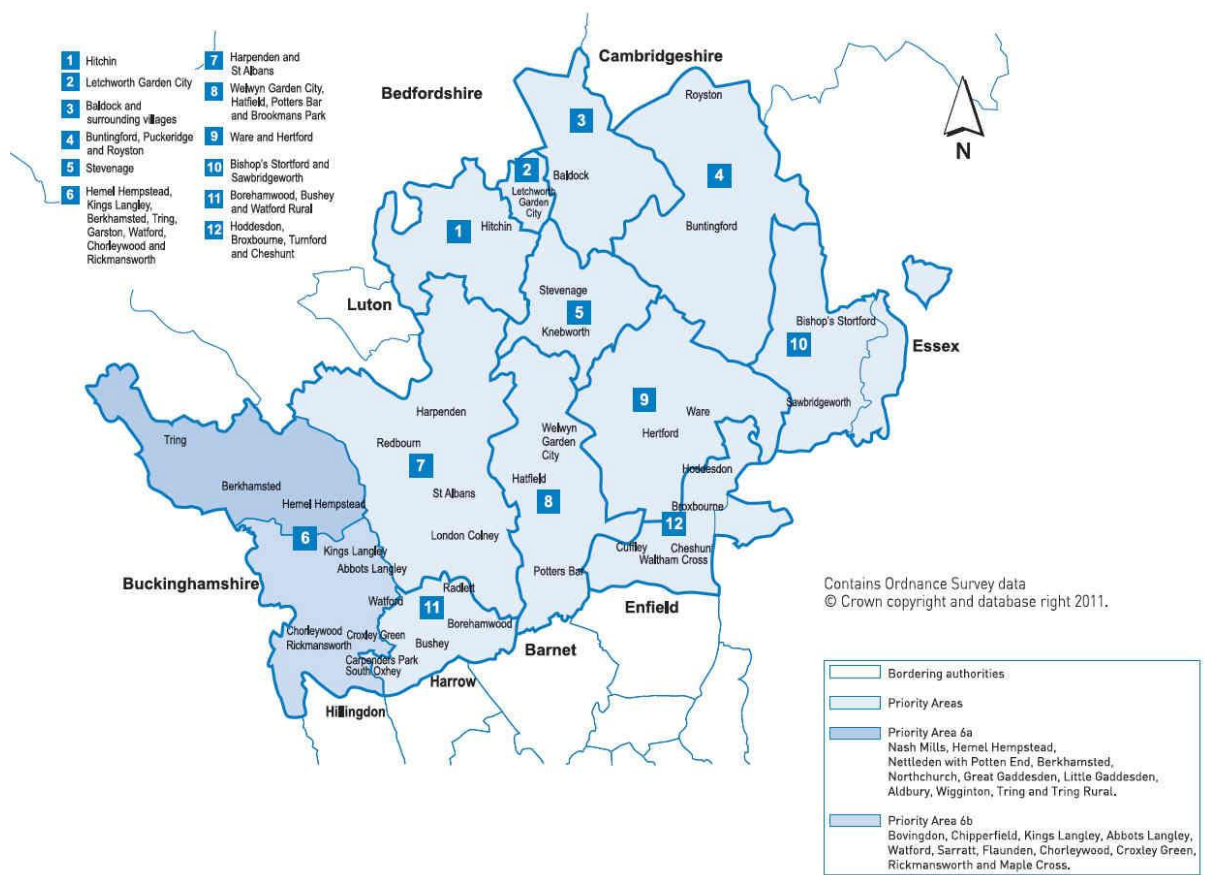 1 Hitchin
2 Letchworth Garden City
3 Baldock and
surrounding villages
4 Buntingford, Puckeridge
and Royston
5 Stevenage
6 Hemel Hempstead,
Kings Langley,
Berkhamsted, Tring,
Garston, Watford,
Chorleywood and
Rickmansworth
7 Harpenden and
St Albans
8 Welwyn Garden City,
Hatfield, Potters Bar
and Brookmans Park
9 Ware and Hertford
10 Bishop's Stortford and
Sawbridgeworth
11 Borehamwood, Bushey
and Watford Rural
12 Hoddesdon,
Broxbourne, Turnford
and Cheshunt
Cambridgeshire
Bedfordshire
Royston
N
3
2
Baldock
4
Letchworth
Garden
City
Buntingford
1
Hitchin
Luton
Stevenage
5
Knebworth
Bishop's Stortford
10
Essex
Sawbridgeworth
9
Ware
Hertford
Harpenden
Redbourn
7
St Albans
London Colney
Welwyn
Garden
City
Hatfield
8
Potters Bar
Tring
Berkhamsted
Hemel Hempstead
6
Kings Langley
Abbots Langley
Hoddesdon
Broxbourne
12
Cuffley
Cheshun
Waltham Cross
Buckinghamshire
Watford
Radlett
11
Borehamwood
Bushey
Chorleywood
Croxley Green
Rickmansworth
Carpenders Park
South Oxhey
Enfield
Barnet
Harrow
Hillingdon
Contains Ordnance Survey data
© Crown copyright and database right 2011.
Bordering authorities
Priority Areas
Priority Area 6a
Nash Mills, Hemel Hempstead,
Nettleden with Potten End, Berkhamsted,
Northchurch, Great Gaddesden, Little Gaddesden,
Aldbury, Wigginton, Tring and Tring Rural.
Priority Area 6b
Bovingdon, Chipperfield, Kings Langley, Abbots Langley,
Watford, Sarratt, Flaunden, Chorleywood, Croxley Green,
Rickmansworth and Maple Cross.